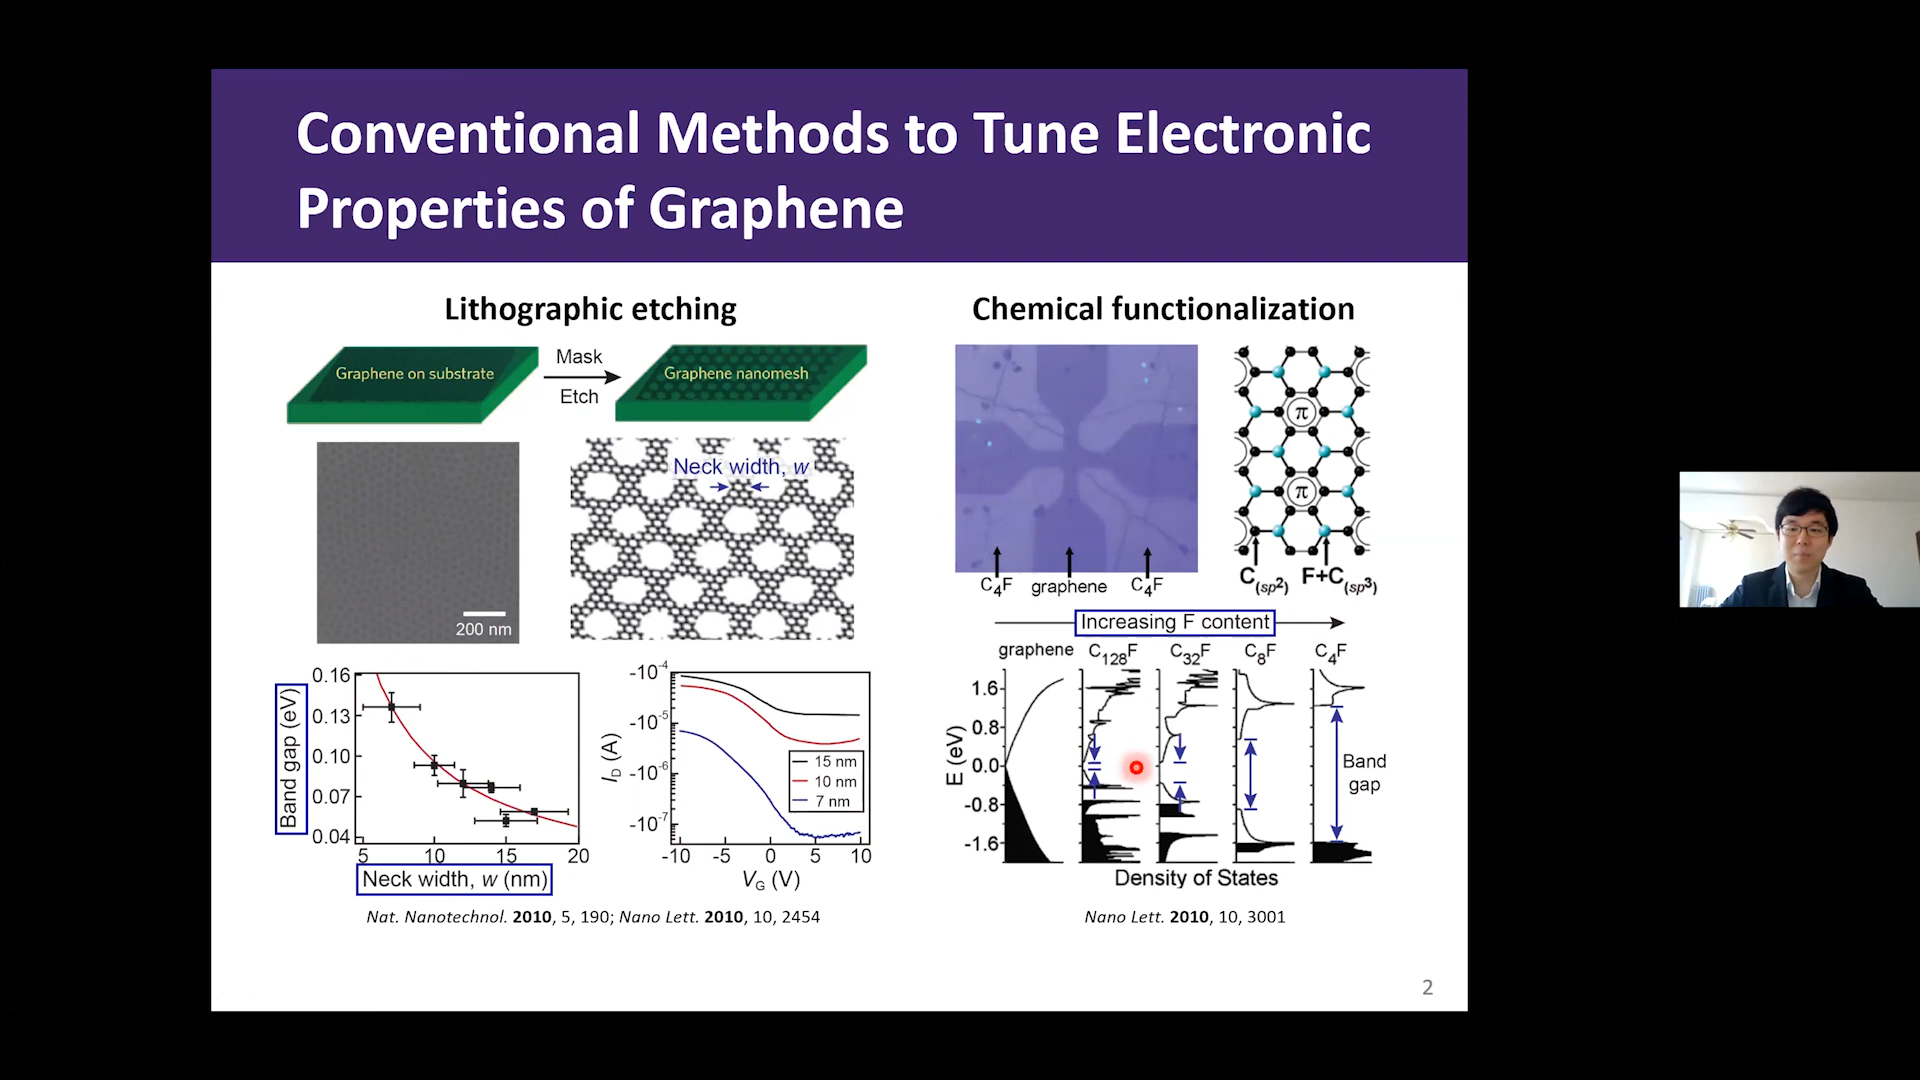 Conventional Methods to Tune Electronic
Properties of Graphene
Lithographic etching
Graphene on substrate
Mask
Etch
Graphene nanomesh
200 nm
Neck width, w
Band gap (eV)
0.16
0.13
0.10
0.07
0.04
5 10 15 20
Neck width, w (nm)
I_D (A)
-10^-4
-10^-5
-10^-6
-10^-7
15 nm
10 nm
7 nm
-10 -5 0 5 10
V_G (V)
Nat. Nanotechnol. 2010, 5, 190; Nano Lett. 2010, 10, 2454
Chemical functionalization
C₄F graphene C₄F
π
π
C(sp²) F+C(sp³)
Increasing F content
graphene C₁₂₈F C₃₂F C₈F C₄F
E (eV)
1.6
0.8
0.0
-0.8
-1.6
Band
gap
Density of States
Nano Lett. 2010, 10, 3001
2